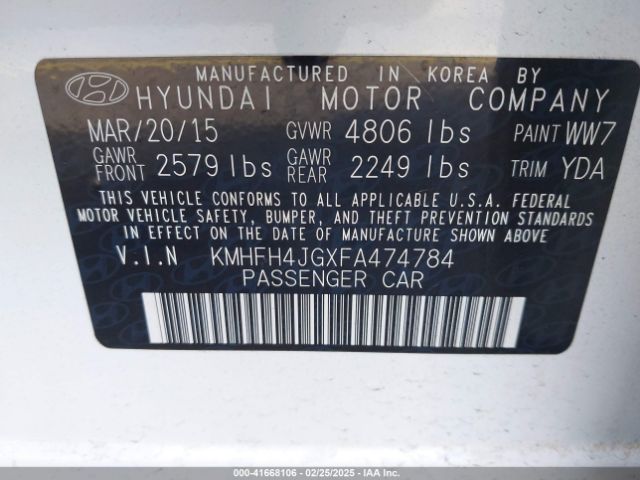 MANUFACTURED IN KOREA BY
HYUNDAI MOTOR COMPANY
MAR/20/15 GVWR 4806 lbs PAINT WW7
GAWR FRONT 2579 lbs GAWR REAR 2249 lbs TRIM YDA
THIS VEHICLE CONFORMS TO ALL APPLICABLE U.S.A. FEDERAL
MOTOR VEHICLE SAFETY, BUMPER, AND THEFT PREVENTION STANDARDS
IN EFFECT ON THE DATE OF MANUFACTURE SHOWN ABOVE.
V.I.N KMHFH4JGXFA474784
PASSENGER CAR
000-41668106 - 02/25/2025 - IAA Inc.